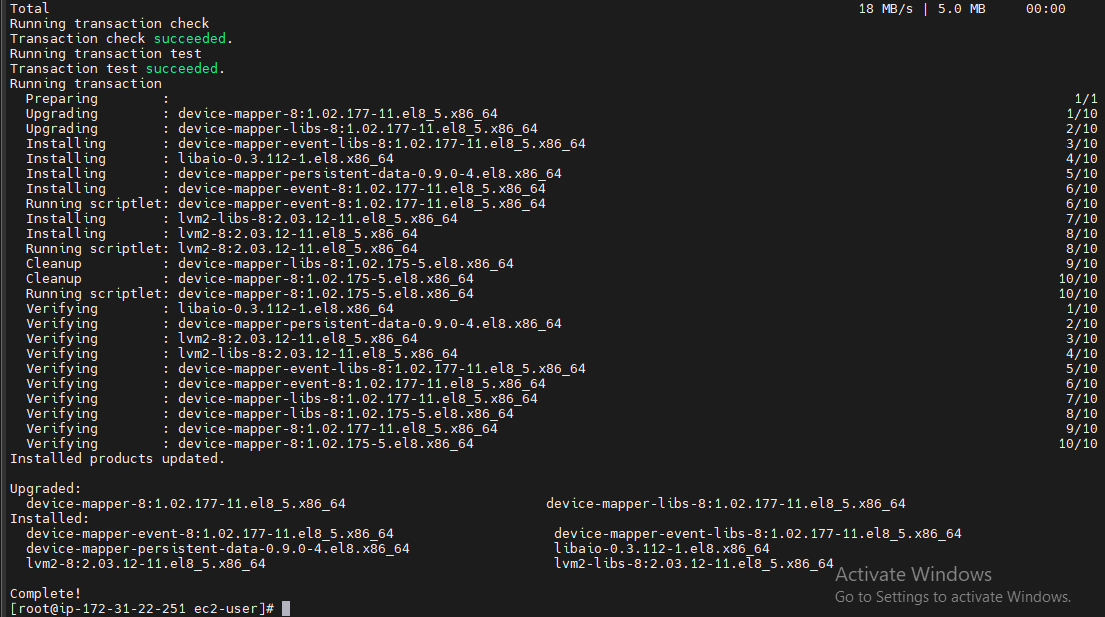 Total 18 MB/s | 5.0 MB 00:00
Running transaction check
Transaction check succeeded.
Running transaction test
Transaction test succeeded.
Running transaction
Preparing : 1/1
Upgrading : device-mapper-8:1.02.177-11.el8_5.x86_64 1/10
Upgrading : device-mapper-libs-8:1.02.177-11.el8_5.x86_64 2/10
Installing : device-mapper-event-libs-8:1.02.177-11.el8_5.x86_64 3/10
Installing : libaio-0.3.112-1.el8.x86_64 4/10
Installing : device-mapper-persistent-data-0.9.0-4.el8.x86_64 5/10
Installing : device-mapper-event-8:1.02.177-11.el8_5.x86_64 6/10
Running scriptlet: device-mapper-event-8:1.02.177-11.el8_5.x86_64 6/10
Installing : lvm2-libs-8:2.03.12-11.el8_5.x86_64 7/10
Installing : lvm2-8:2.03.12-11.el8_5.x86_64 8/10
Running scriptlet: lvm2-8:2.03.12-11.el8_5.x86_64 8/10
Cleanup : device-mapper-libs-8:1.02.175-5.el8.x86_64 9/10
Cleanup : device-mapper-8:1.02.175-5.el8.x86_64 10/10
Running scriptlet: device-mapper-8:1.02.175-5.el8.x86_64 10/10
Verifying : libaio-0.3.112-1.el8.x86_64 1/10
Verifying : device-mapper-persistent-data-0.9.0-4.el8.x86_64 2/10
Verifying : lvm2-8:2.03.12-11.el8_5.x86_64 3/10
Verifying : lvm2-libs-8:2.03.12-11.el8_5.x86_64 4/10
Verifying : device-mapper-event-libs-8:1.02.177-11.el8_5.x86_64 5/10
Verifying : device-mapper-event-8:1.02.177-11.el8_5.x86_64 6/10
Verifying : device-mapper-libs-8:1.02.177-11.el8_5.x86_64 7/10
Verifying : device-mapper-libs-8:1.02.175-5.el8.x86_64 8/10
Verifying : device-mapper-8:1.02.177-11.el8_5.x86_64 9/10
Verifying : device-mapper-8:1.02.175-5.el8.x86_64 10/10
Installed products updated.
Upgraded:
device-mapper-8:1.02.177-11.el8_5.x86_64 device-mapper-libs-8:1.02.177-11.el8_5.x86_64
Installed:
device-mapper-event-8:1.02.177-11.el8_5.x86_64 device-mapper-event-libs-8:1.02.177-11.el8_5.x86_64
device-mapper-persistent-data-0.9.0-4.el8.x86_64 libaio-0.3.112-1.el8.x86_64
lvm2-8:2.03.12-11.el8_5.x86_64 lvm2-libs-8:2.03.12-11.el8_5.x86_64
Activate Windows
Complete! Go to Settings to activate Windows.
[root@ip-172-31-22-251 ec2-user]#